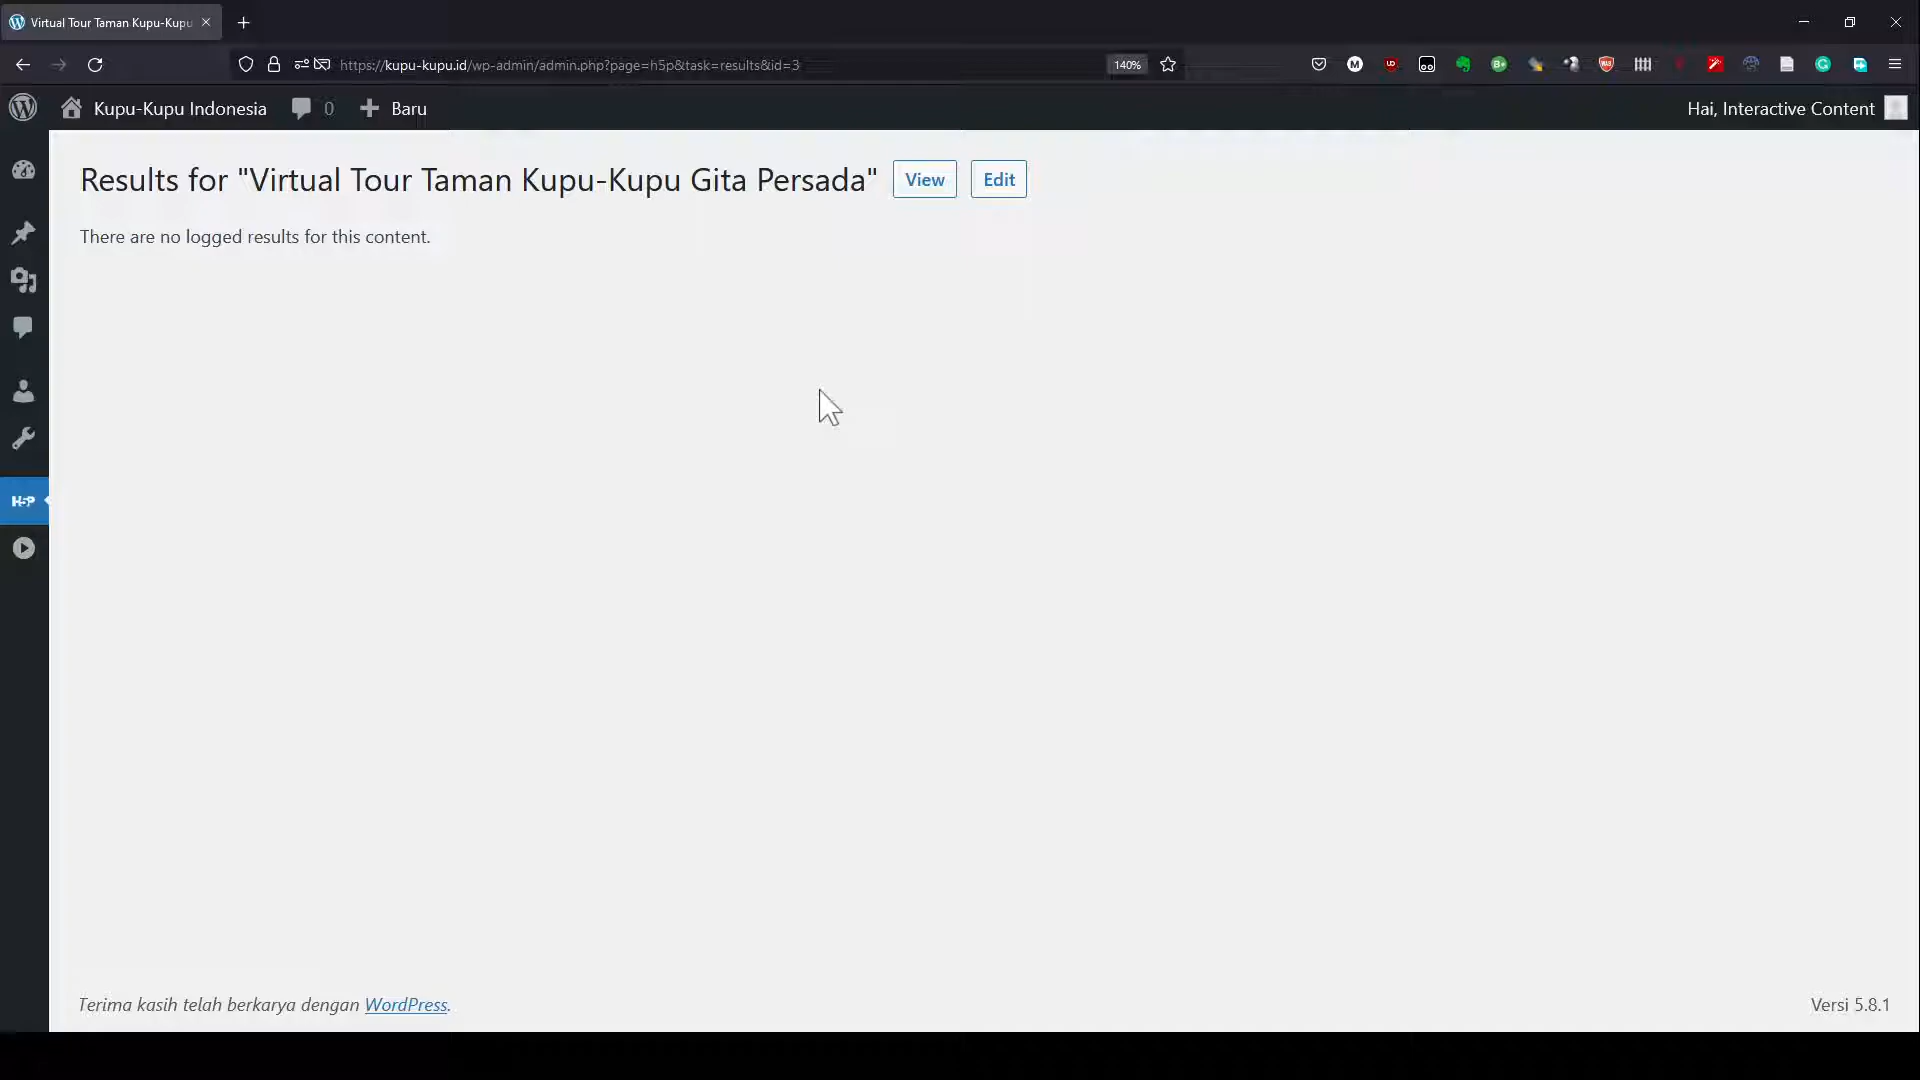 Virtual Tour Taman Kupu-Kupu
https://kupu-kupu.id/wp-admin/admin.php?page=h5p&task=results&id=3
140%
Kupu-Kupu Indonesia 0 Baru
Hai, Interactive Content
Results for "Virtual Tour Taman Kupu-Kupu Gita Persada" View Edit
There are no logged results for this content.
H5P
Terima kasih telah berkarya dengan WordPress.
Versi 5.8.1